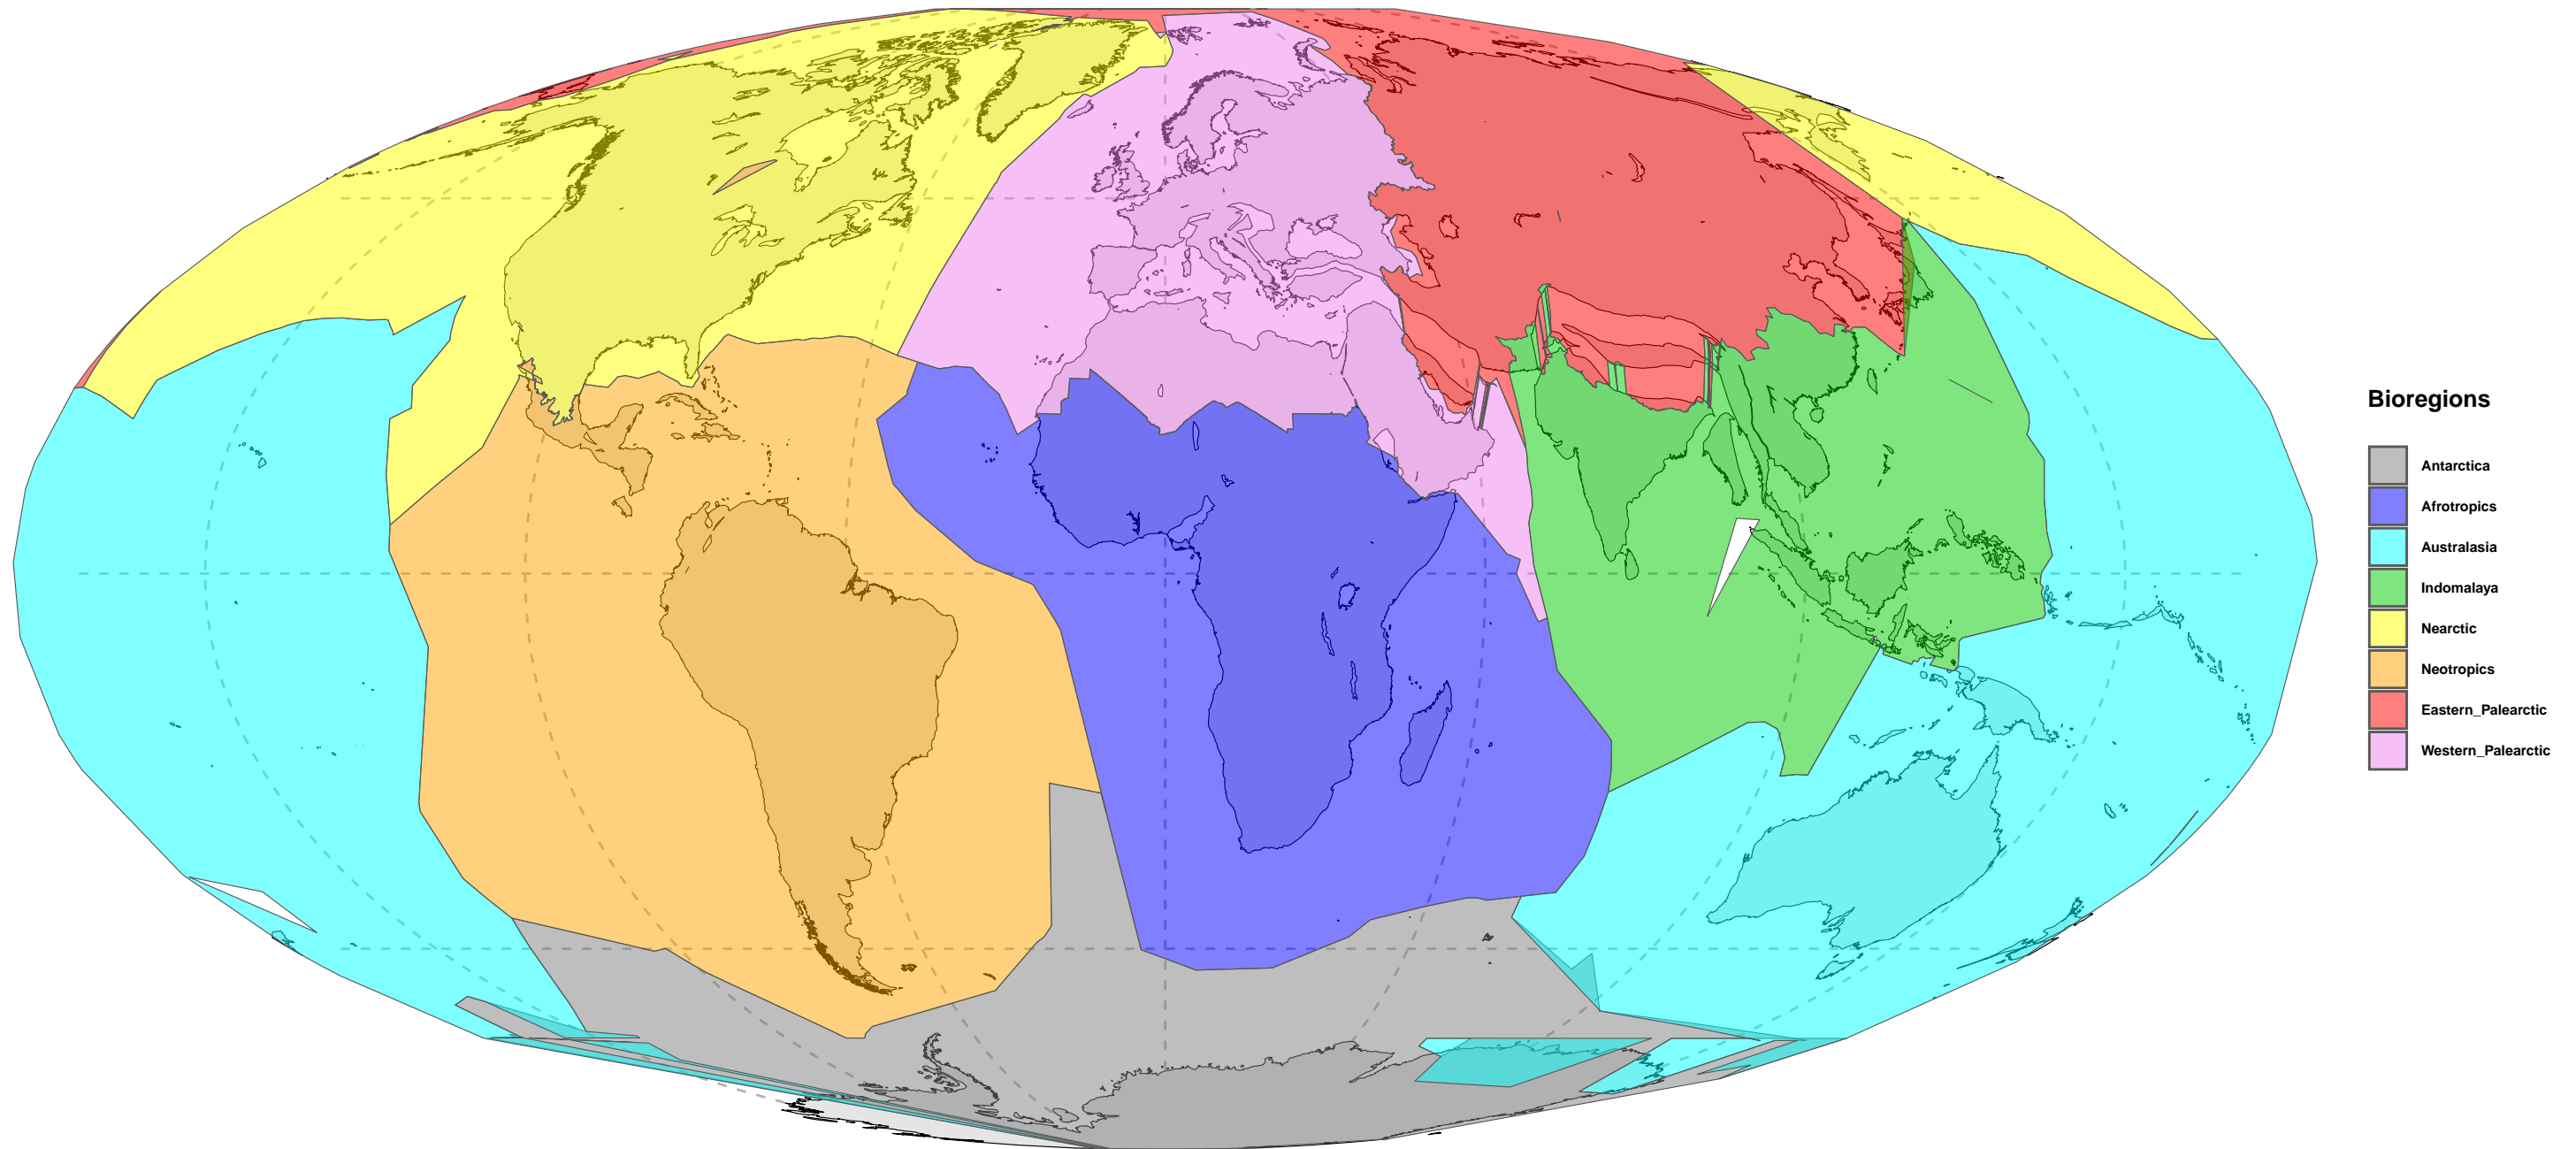 Bioregions
Antarctica
Afrotropics
Australasia
Indomalaya
Nearctic
Neotropics
Eastern_Palearctic
Western_Palearctic